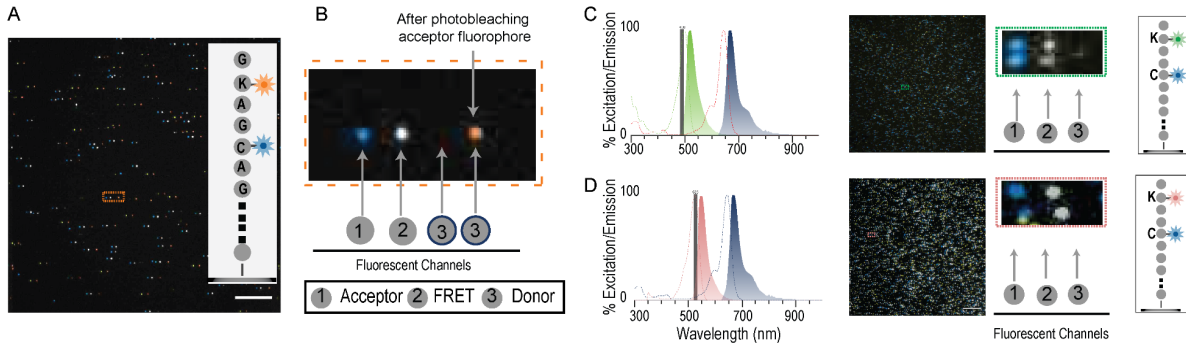 A
G
K
A
G
C
A
G
B
After photobleaching
acceptor fluorophore
1
2
3
3
Fluorescent Channels
1 Acceptor 2 FRET 3 Donor
C
% Excitation/Emission
100
0
300 500 700 900
1
2
3
K
C
D
% Excitation/Emission
100
0
300 500 700 900
Wavelength (nm)
1
2
3
Fluorescent Channels
K
C